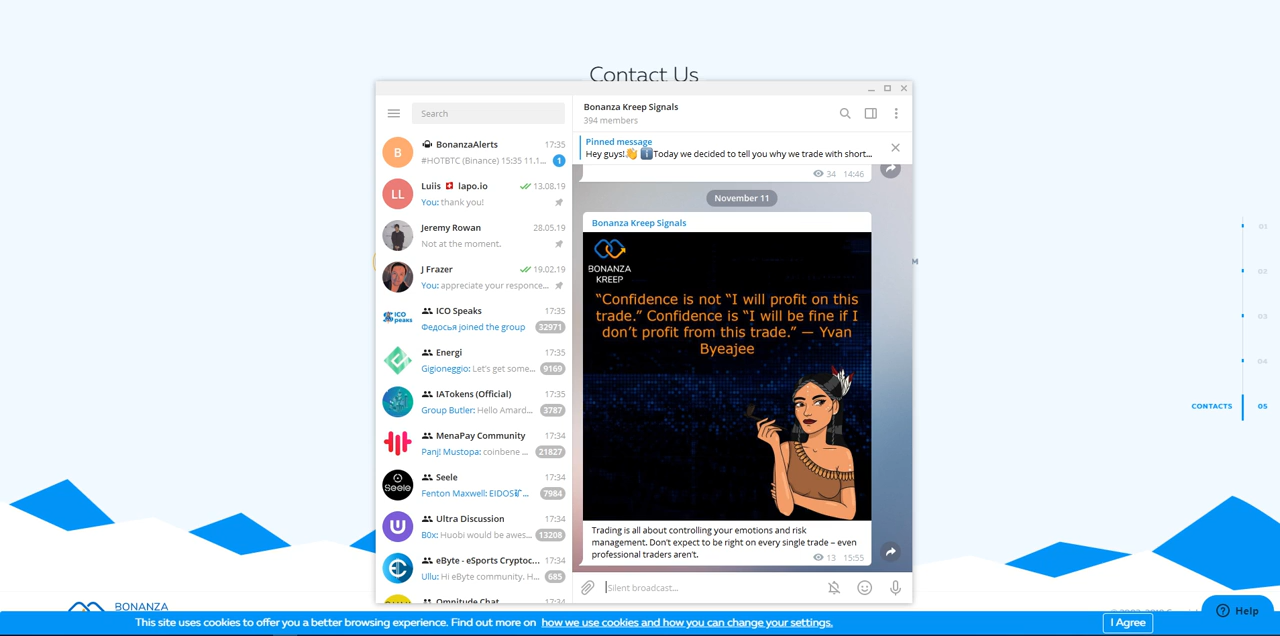 Contact Us
Search
B
BonanzaAlerts
17:35
#HOTBTC (Binance) 15:35 11.1...
1
LL
Luiis lapo.io
13.08.19
You: thank you!
Jeremy Rowan
28.05.19
Not at the moment.
J Frazer
19.02.19
You: appreciate your responce...
ICO speaks
ICO Speaks
17:35
Федосья joined the group
32971
Energi
17:35
Gigioneggio: Let's get some...
9169
IATokens (Official)
17:35
Group Butler: Hello Amard...
3787
MenaPay Community
17:34
Panji Mustopa: coinbene ...
21827
Seele
Seele
17:34
Fenton Maxwell: EIDOS...
7984
Ultra Discussion
17:34
B0x: Huobi would be awes...
13208
eByte - eSports Cryptoc...
17:34
Ullu: Hi eByte community. H...
685
Omnitude Chat
17:34
Bonanza Kreep Signals
394 members
Pinned message
Hey guys!👋 ℹ️Today we decided to tell you why we trade with short...
34 14:46
November 11
Bonanza Kreep Signals
BONANZA
KREEP
“Confidence is not “I will profit on this
trade.” Confidence is “I will be fine if I
don’t profit from this trade.” — Yvan
Byeajee
Trading is all about controlling your emotions and risk
management. Don't expect to be right on every single trade – even
professional traders aren't.
13 15:55
Silent broadcast...
M
01
02
03
04
CONTACTS
05
BONANZA
Help
This site uses cookies to offer you a better browsing experience. Find out more on how we use cookies and how you can change your settings.
I Agree